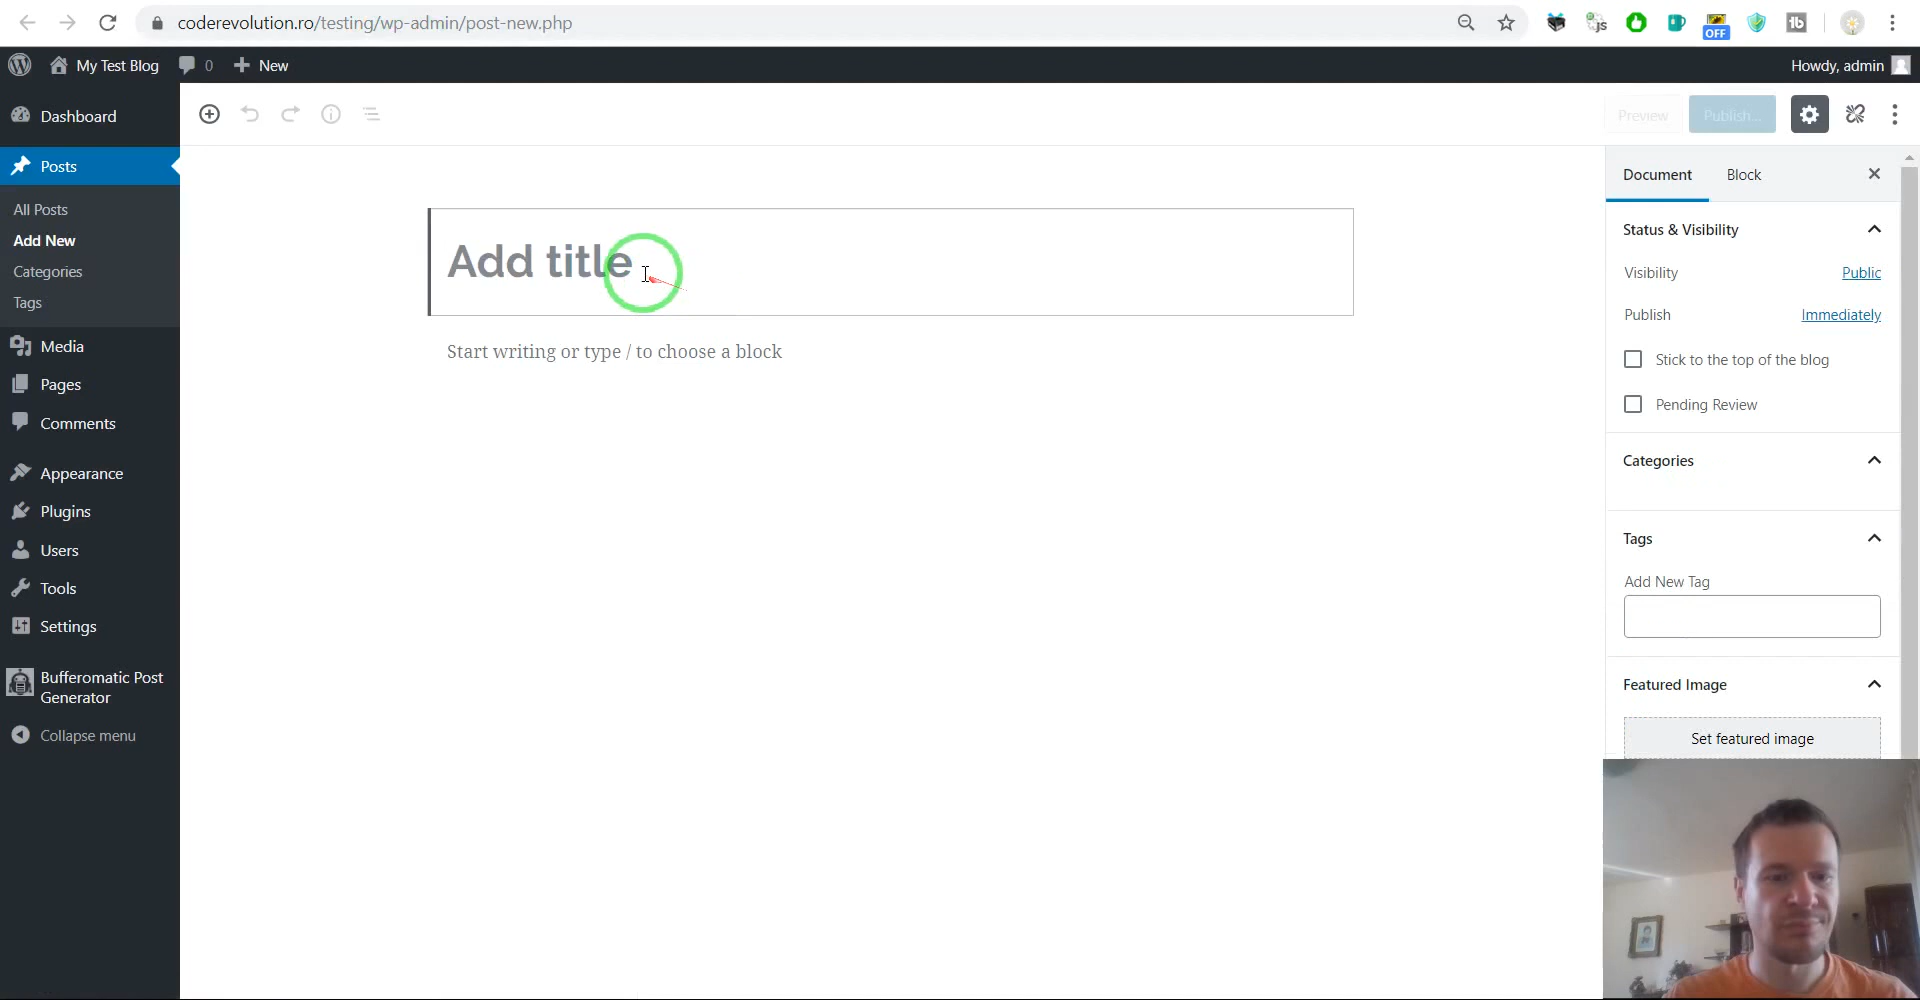 coderevolution.ro/testing/wp-admin/post-new.php
OFF
My Test Blog
0
New
Howdy, admin
Dashboard
Posts
All Posts
Add New
Categories
Tags
Media
Pages
Comments
Appearance
Plugins
Users
Tools
Settings
Bufferomatic Post
Generator
Collapse menu
Preview
Publish...
Add title
Start writing or type / to choose a block
Document
Block
Status & Visibility
Visibility
Public
Publish
Immediately
Stick to the top of the blog
Pending Review
Categories
Tags
Add New Tag
Featured Image
Set featured image